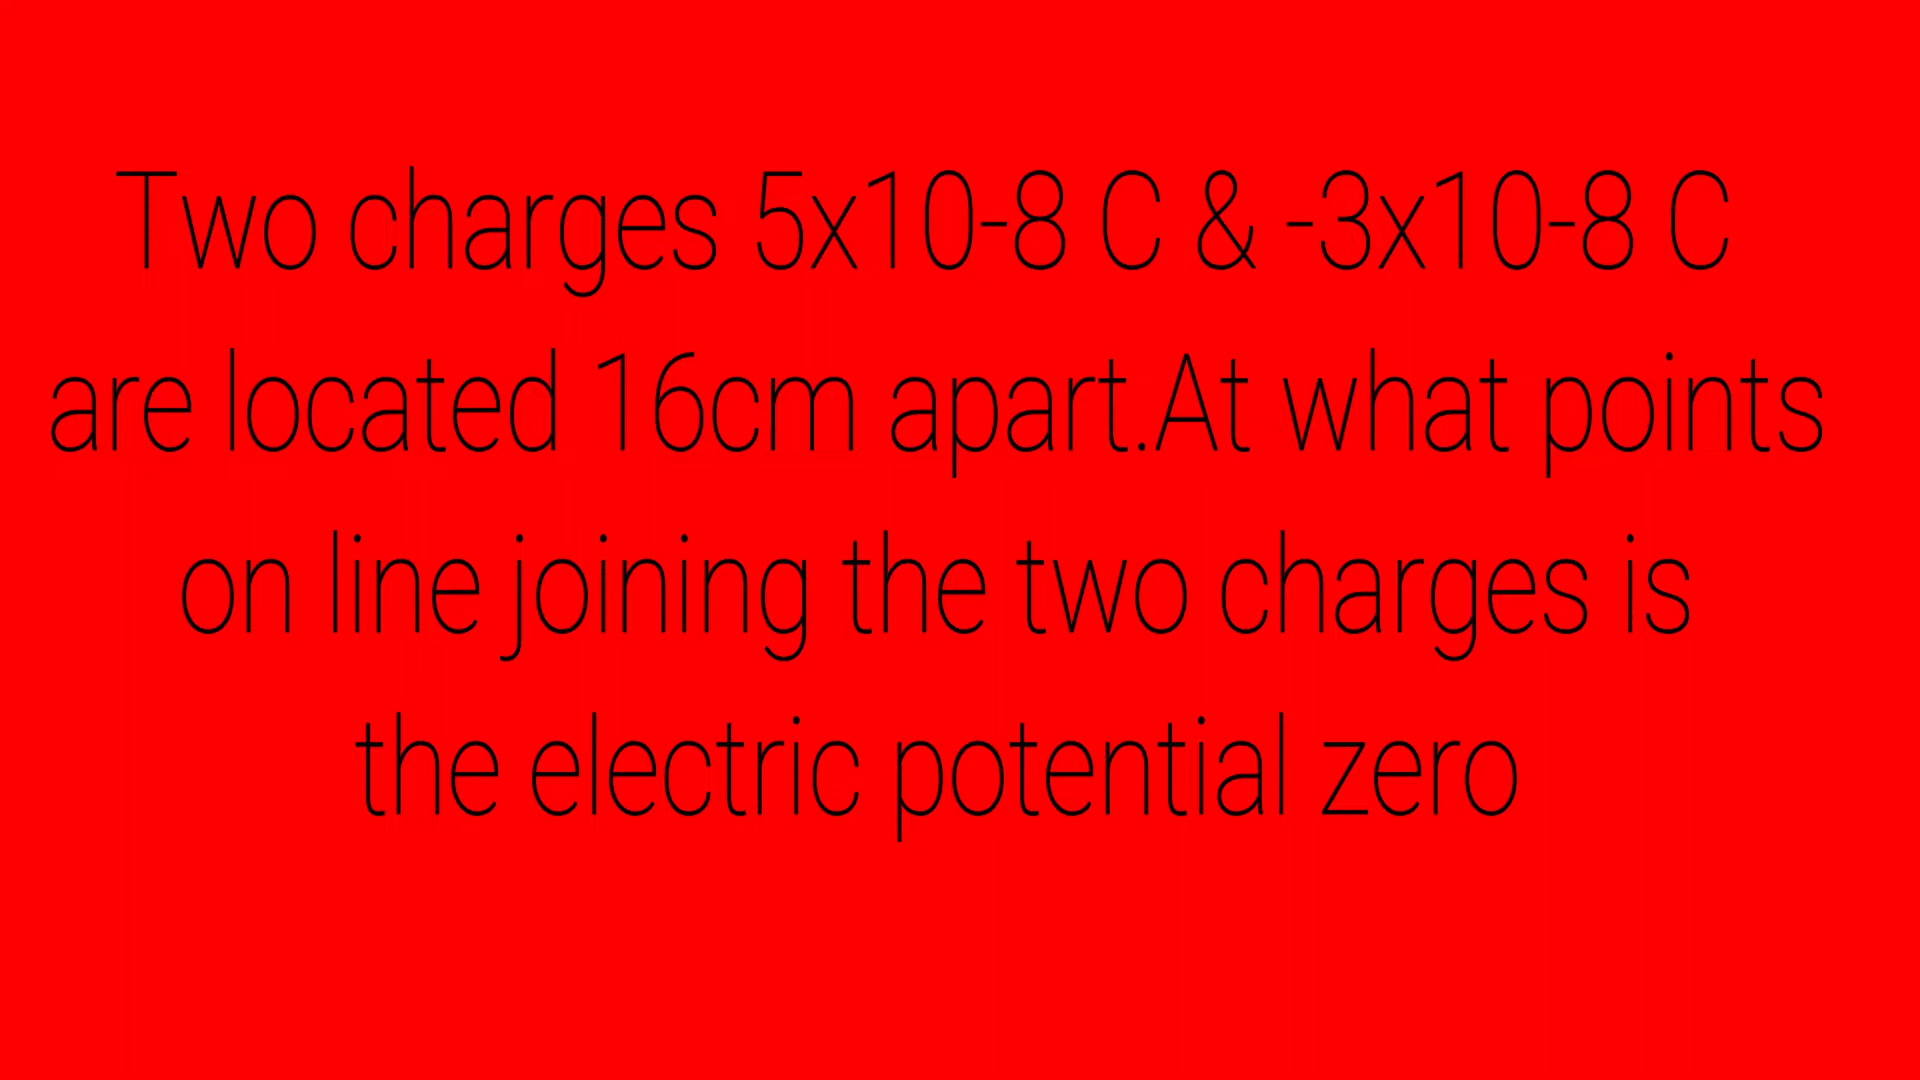 Two charges 5x10-8 C & -3x10-8 C
are located 16cm apart.At what points
on line joining the two charges is
the electric potential zero